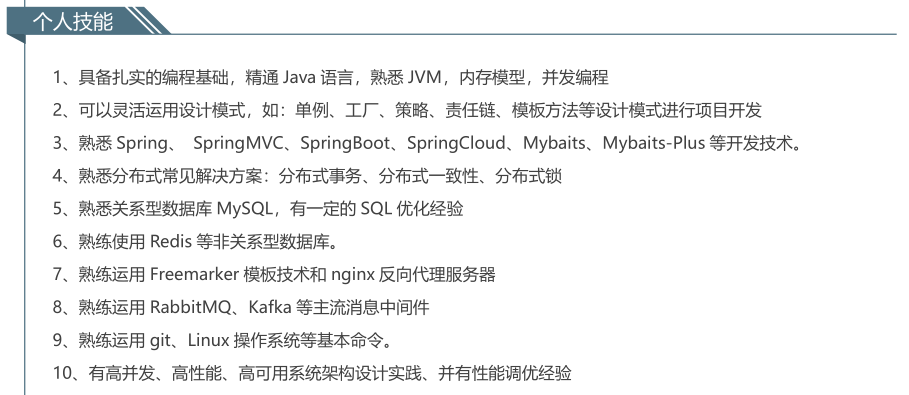 个人技能
1、具备扎实的编程基础，精通 Java 语言，熟悉 JVM，内存模型，并发编程
2、可以灵活运用设计模式，如：单例、工厂、策略、责任链、模板方法等设计模式进行项目开发
3、熟悉 Spring、 SpringMVC、SpringBoot、SpringCloud、Mybaits、Mybaits-Plus 等开发技术。
4、熟悉分布式常见解决方案：分布式事务、分布式一致性、分布式锁
5、熟悉关系型数据库 MySQL，有一定的 SQL 优化经验
6、熟练使用 Redis 等非关系型数据库。
7、熟练运用 Freemarker 模板技术和 nginx 反向代理服务器
8、熟练运用 RabbitMQ、Kafka 等主流消息中间件
9、熟练运用 git、Linux 操作系统等基本命令。
10、有高并发、高性能、高可用系统架构设计实践、并有性能调优经验